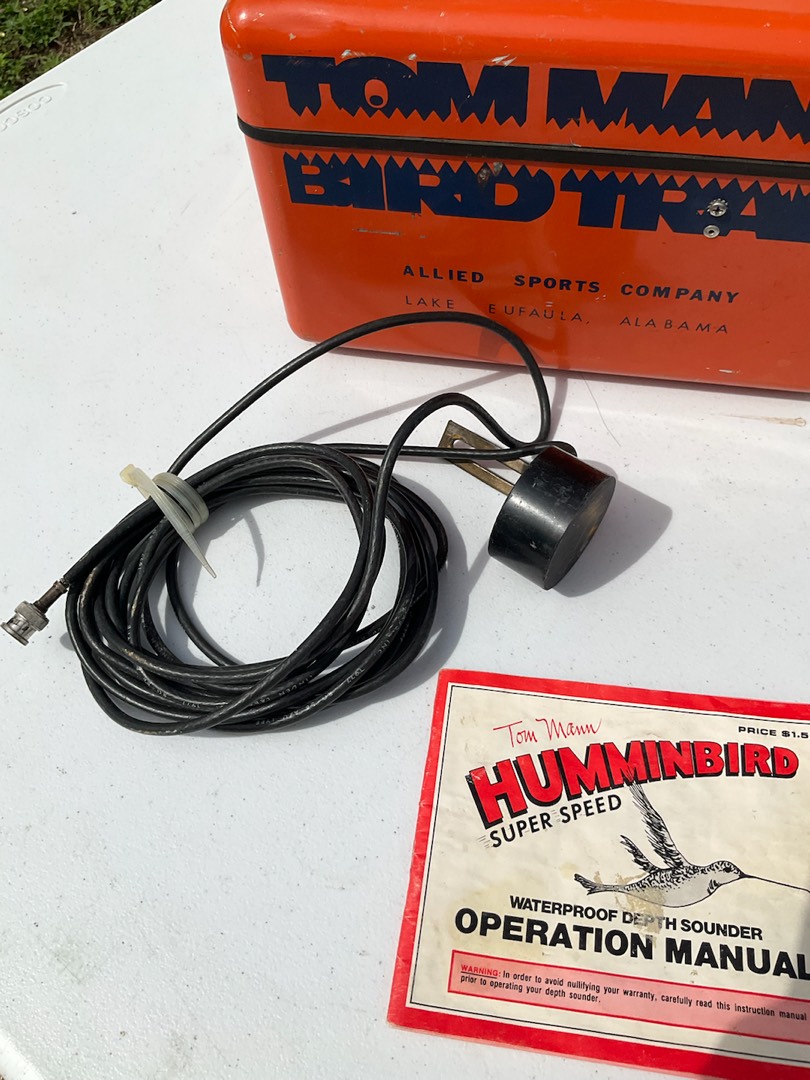 TOM MAN
BIRD TRA
ALLIED SPORTS COMPANY
LAKE EUFAULA, ALABAMA
Tom Mann
PRICE $1.5
HUMMINBIRD
SUPER SPEED
WATERPROOF DEPTH SOUNDER
OPERATION MANUAL
WARNING: In order to avoid nullifying your warranty, carefully read this instruction manual
prior to operating your depth sounder.